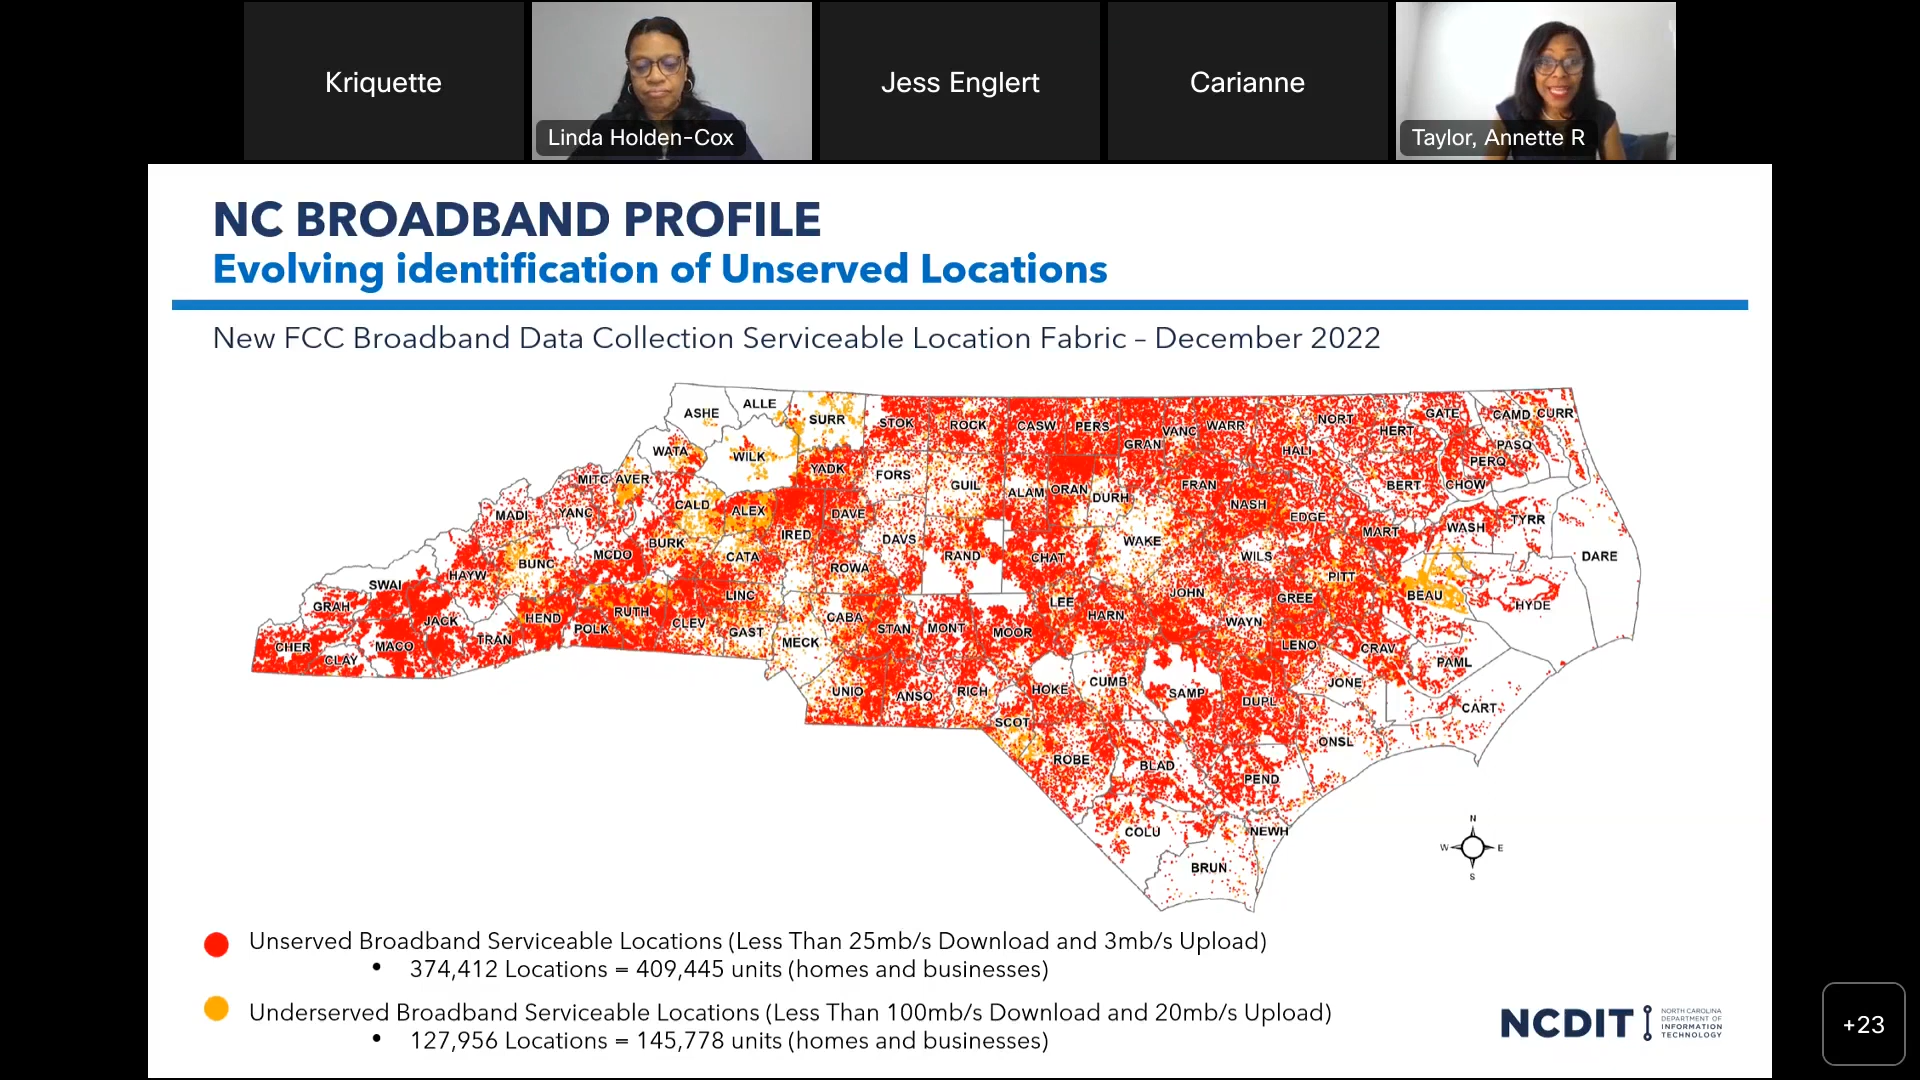 Kriquette
Linda Holden-Cox
Jess Englert
Carianne
Taylor, Annette R
NC BROADBAND PROFILE
Evolving identification of Unserved Locations
New FCC Broadband Data Collection Serviceable Location Fabric – December 2022
ASHE
ALLE
SURR
STOK
ROCK
CASW
PERS
GRAN
VANC
WARR
NORT
HERT
GATE
CAMD
CURR
PASQ
PERQ
CHOW
BERT
HALI
WATA
WILK
YADK
FORS
GUIL
ALAM
ORAN
DURH
FRAN
NASH
EDGE
MART
WASH
TYRR
DARE
MITC
AVER
CALD
ALEX
IRED
DAVE
DAVS
RAND
CHAT
WAKE
WILS
PITT
BEAU
HYDE
MADI
YANC
MCDO
BURK
CATA
ROWA
BUNC
HAYW
SWAI
GRAH
CHER
CLAY
MACO
JACK
TRAN
HEND
POLK
RUTH
CLEV
LINC
GAST
MECK
CABA
STAN
MONT
MOOR
LEE
HARN
JOHN
WAYN
GREE
LENO
CRAV
PAML
CART
JONE
ONSL
DUPL
SAMP
CUMB
HOKE
RICH
ANSO
UNIO
SCOT
ROBE
BLAD
PEND
NEWH
COLU
BRUN
N
W
E
S
Unserved Broadband Serviceable Locations (Less Than 25mb/s Download and 3mb/s Upload)
• 374,412 Locations = 409,445 units (homes and businesses)
Underserved Broadband Serviceable Locations (Less Than 100mb/s Download and 20mb/s Upload)
• 127,956 Locations = 145,778 units (homes and businesses)
NCDIT
NORTH CAROLINA
DEPARTMENT OF
INFORMATION
TECHNOLOGY
+23